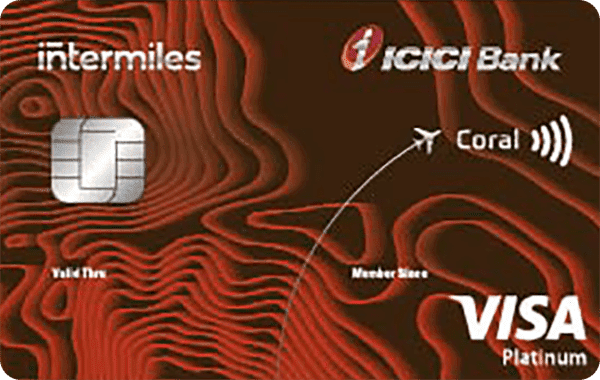 intermiles
ICICI Bank
Coral
Valid Thru
Member Since
VISA
Platinum